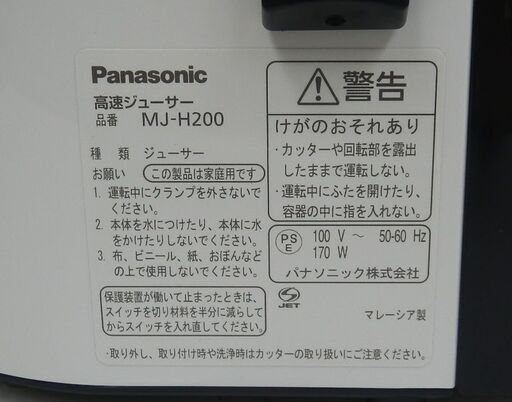 Panasonic
高速ジューサー
品番 MJ-H200
種 類 ジューサー
お願い この製品は家庭用です
1. 運転中にクランプを外さないで
ください。
2. 本体を水につけたり、本体に水
をかけたりしないでください。
3. 布、ビニール、紙、おぼんなど
の上で使用しないでください。
保護装置が働いて止まったときは、
スイッチを切り材料を半分に減らして
からスイッチを入れ直してください。
警告
けがのおそれあり
・カッターや回転部を露出
したままで運転しない。
・運転中にふたを開けたり、
容器の中に指を入れない。
PS
E
100 V ～ 50-60 Hz
170 W
パナソニック株式会社
JET
マレーシア製
・取り外し、取り付け時や洗浄時はカッターの取り扱いにご注意ください。